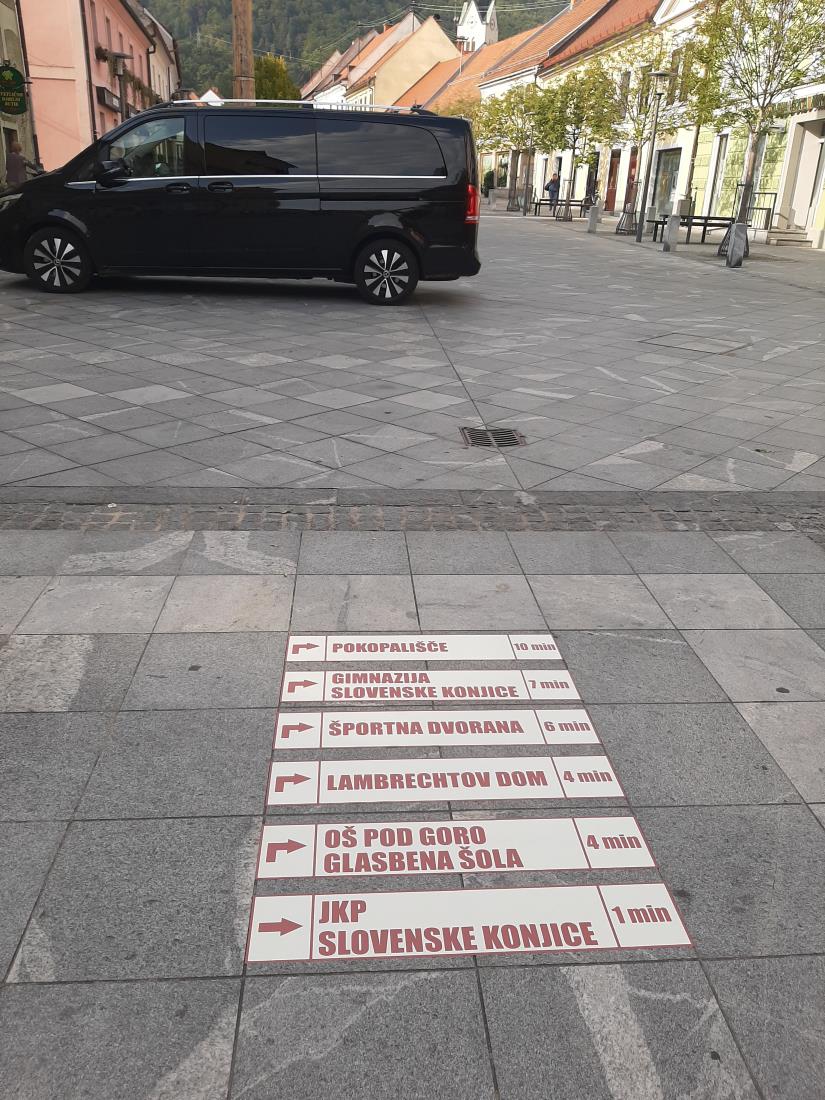 POKOPALIŠČE 10 min
GIMNAZIJA
SLOVENSKE KONJICE 7 min
ŠPORTNA DVORANA 6 min
LAMBRECHTOV DOM 4 min
OŠ POD GORO
GLASBENA ŠOLA 4 min
JKP
SLOVENSKE KONJICE 1 min